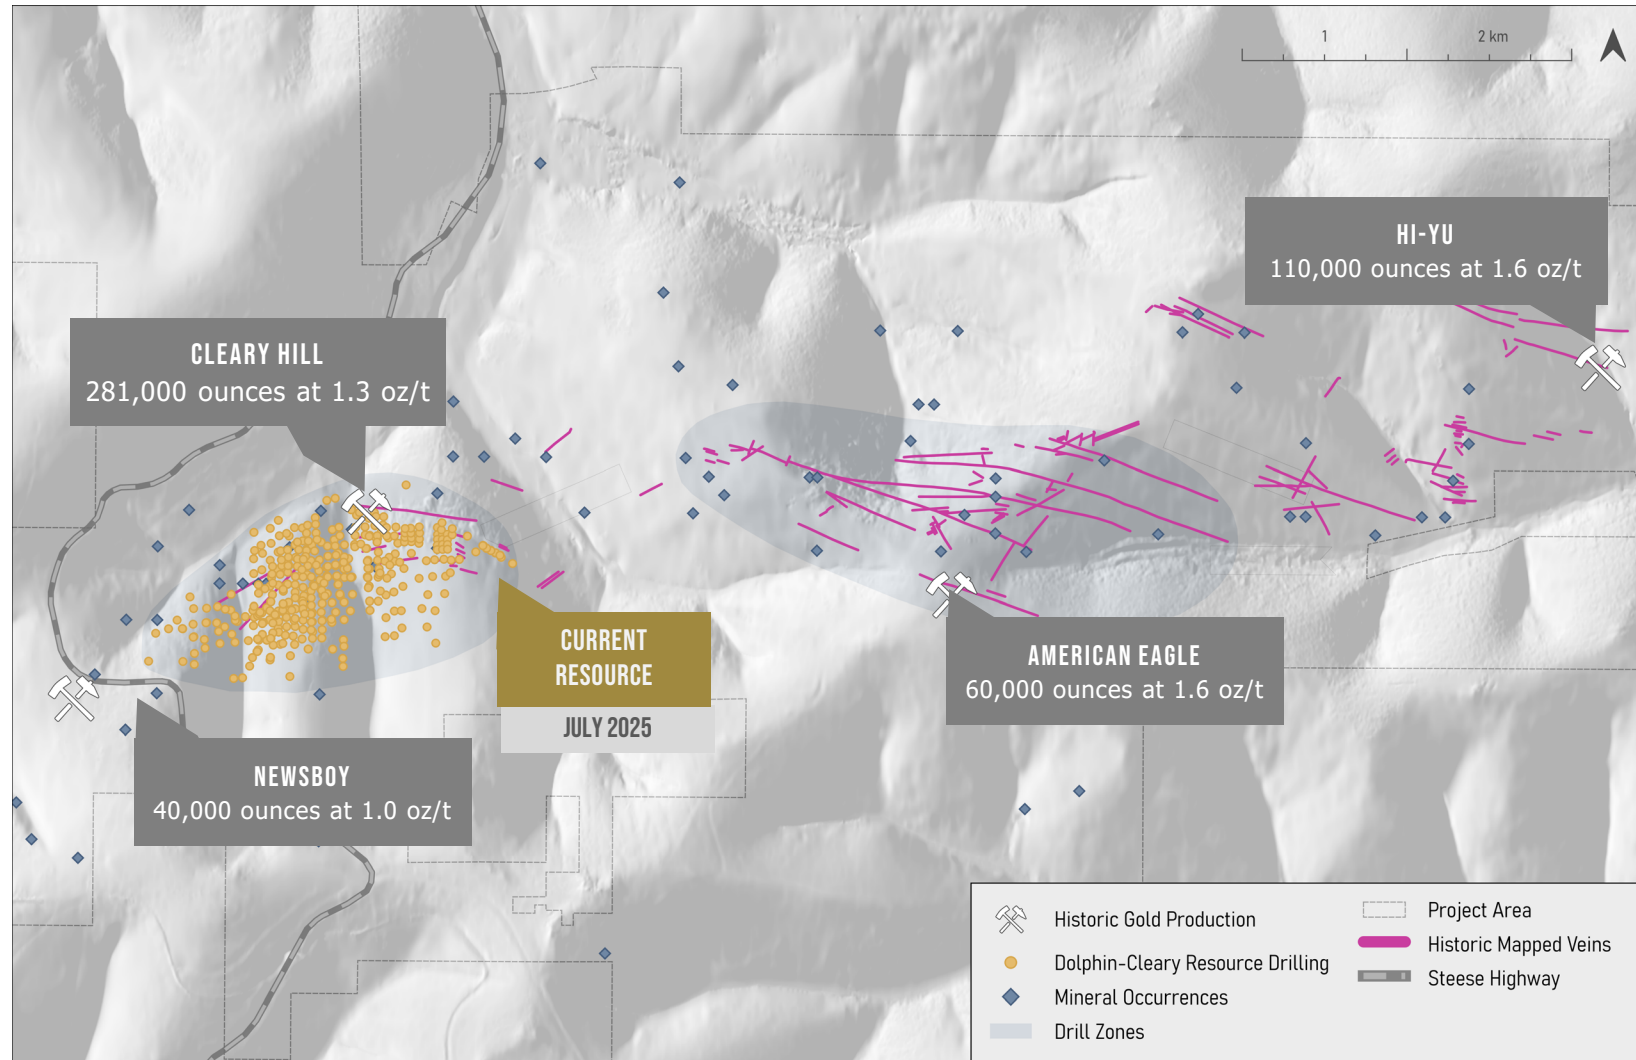 1
2 km
HI-YU
110,000 ounces at 1.6 oz/t
CLEARY HILL
281,000 ounces at 1.3 oz/t
CURRENT
RESOURCE
JULY 2025
AMERICAN EAGLE
60,000 ounces at 1.6 oz/t
NEWSBOY
40,000 ounces at 1.0 oz/t
Historic Gold Production
Dolphin-Cleary Resource Drilling
Mineral Occurrences
Drill Zones
Project Area
Historic Mapped Veins
Steese Highway